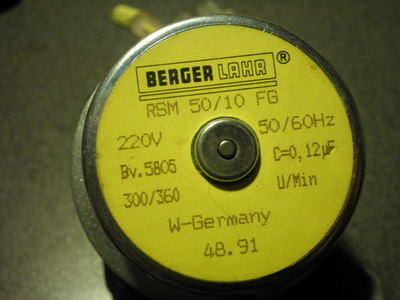 BERGER LAHR ®
RSM 50/10 FG
220V 50/60Hz
Bv.5805 C=0,12µF
300/360 U/Min
W-Germany
48.91